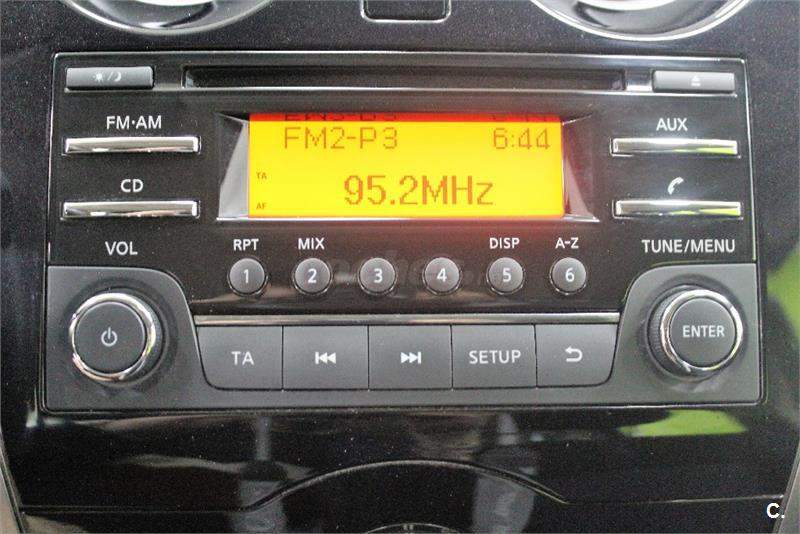 FM·AM
FM2-P3 6:44
AUX
TA
95.2MHz
AF
CD
VOL
RPT MIX DISP A-Z
TUNE/MENU
1 2 3 4 5 6
ENTER
TA SETUP
C.